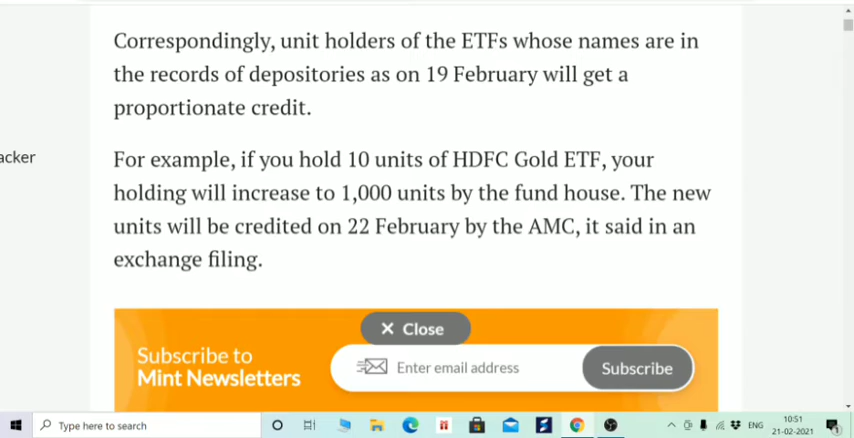 Correspondingly, unit holders of the ETFs whose names are in
the records of depositories as on 19 February will get a
proportionate credit.
acker
For example, if you hold 10 units of HDFC Gold ETF, your
holding will increase to 1,000 units by the fund house. The new
units will be credited on 22 February by the AMC, it said in an
exchange filing.
✕ Close
Subscribe to
Mint Newsletters
Enter email address
Subscribe
Type here to search
ENG
10:51
21-02-2021
1